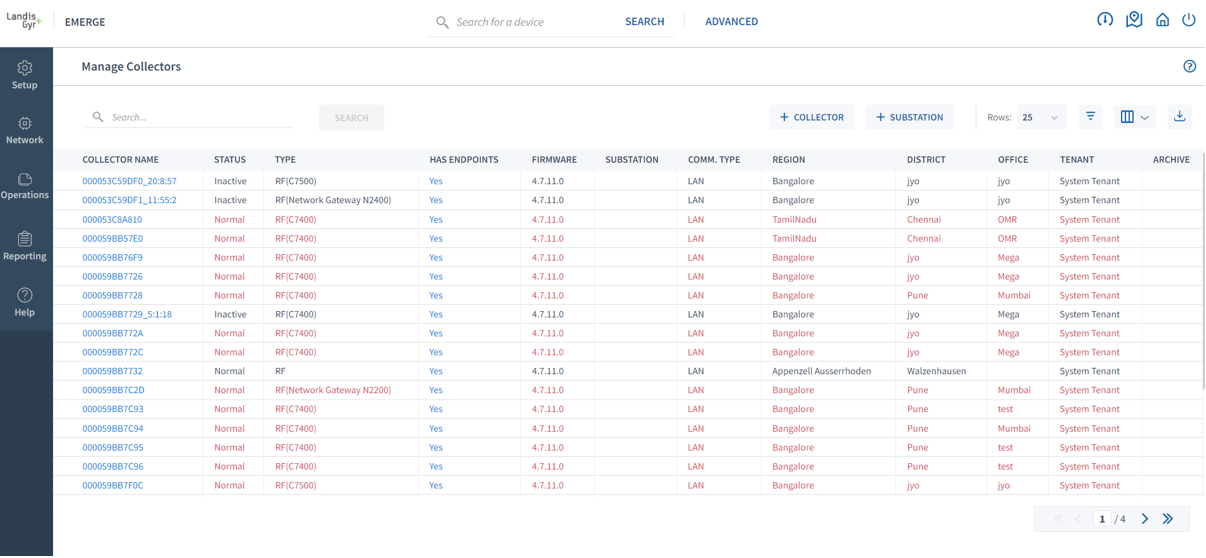 Landis Gyr+ EMERGE Search for a device SEARCH ADVANCED
Manage Collectors
Setup
Search... SEARCH + COLLECTOR + SUBSTATION Rows: 25
Network
COLLECTOR NAME STATUS TYPE HAS ENDPOINTS FIRMWARE SUBSTATION COMM. TYPE REGION DISTRICT OFFICE TENANT ARCHIVE
000053C59DF0_20:8:57 Inactive RF(C7500) Yes 4.7.11.0 LAN Bangalore jyo jyo System Tenant
Operations
000053C59DF1_11:55:2 Inactive RF(Network Gateway N2400) Yes 4.7.11.0 LAN Bangalore jyo jyo System Tenant
000053C8A810 Normal RF(C7400) Yes 4.7.11.0 LAN TamilNadu Chennai OMR System Tenant
000059BB57E0 Normal RF(C7400) Yes 4.7.11.0 LAN TamilNadu Chennai OMR System Tenant
Reporting
000059BB76F9 Normal RF(C7400) Yes 4.7.11.0 LAN Bangalore jyo Mega System Tenant
000059BB7726 Normal RF(C7400) Yes 4.7.11.0 LAN Bangalore jyo Mega System Tenant
000059BB7728 Normal RF(C7400) Yes 4.7.11.0 LAN Bangalore Pune Mumbai System Tenant
Help
000059BB7729_5:1:18 Inactive RF(C7400) Yes 4.7.11.0 LAN Bangalore jyo Mega System Tenant
000059BB772A Normal RF(C7400) Yes 4.7.11.0 LAN Bangalore jyo Mega System Tenant
000059BB772C Normal RF(C7400) Yes 4.7.11.0 LAN Bangalore jyo Mega System Tenant
000059BB7732 Normal RF Yes 4.7.11.0 LAN Appenzell Ausserrhoden Walzenhausen System Tenant
000059BB7C2D Normal RF(Network Gateway N2200) Yes 4.7.11.0 LAN Bangalore Pune Mumbai System Tenant
000059BB7C93 Normal RF(C7400) Yes 4.7.11.0 LAN Bangalore Pune test System Tenant
000059BB7C94 Normal RF(C7400) Yes 4.7.11.0 LAN Bangalore Pune Mumbai System Tenant
000059BB7C95 Normal RF(C7400) Yes 4.7.11.0 LAN Bangalore Pune test System Tenant
000059BB7C96 Normal RF(C7400) Yes 4.7.11.0 LAN Bangalore Pune test System Tenant
000059BB7F0C Normal RF(C7500) Yes 4.7.11.0 LAN Bangalore jyo jyo System Tenant
1 / 4